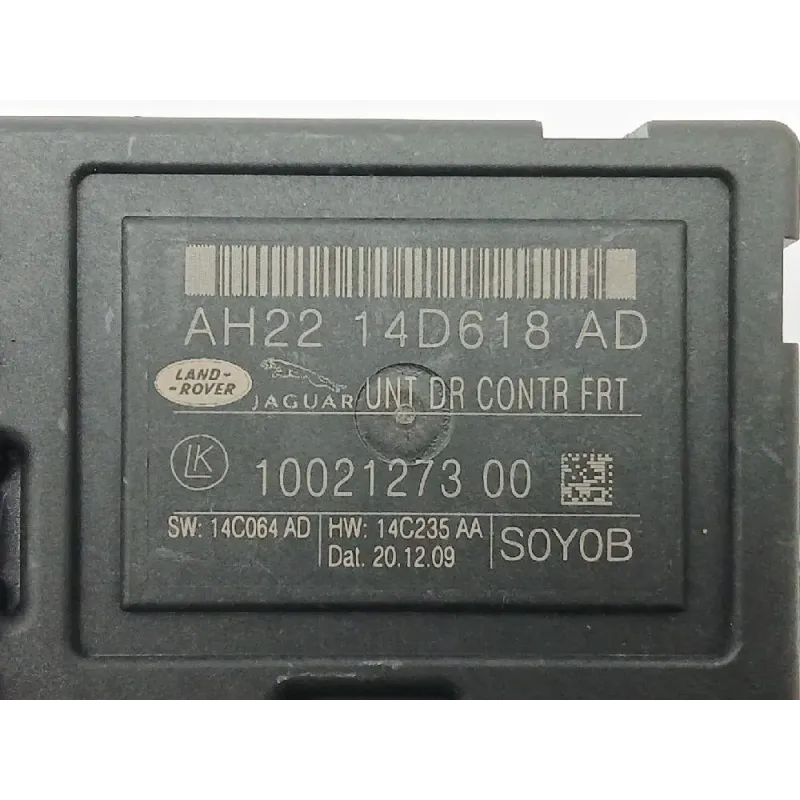 AH22 14D618 AD
LAND-
-ROVER
JAGUAR
UNT DR CONTR FRT
LK
10021273 00
SW: 14C064 AD
HW: 14C235 AA
Dat. 20.12.09
S0Y0B